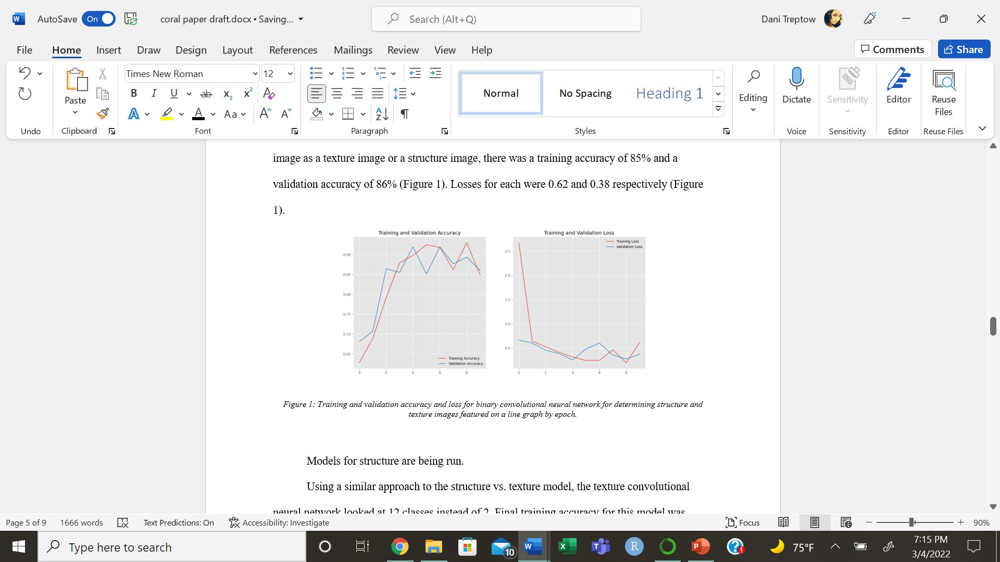 AutoSave On coral paper draft.docx • Saving... Search (Alt+Q) Dani Treptow
File Home Insert Draw Design Layout References Mailings Review View Help Comments Share
Times New Roman 12
Paste
B I U ab x2 x2 A
A A Aa A A
Normal No Spacing Heading 1
Editing Dictate Sensitivity Editor Reuse Files
Undo Clipboard Font Paragraph Styles Voice Sensitivity Editor Reuse Files
image as a texture image or a structure image, there was a training accuracy of 85% and a
validation accuracy of 86% (Figure 1). Losses for each were 0.62 and 0.38 respectively (Figure
1).
Training and Validation Accuracy
0.90
0.85
0.80
0.75
0.70
0.65
0 2 4 6 8
Training Accuracy
Validation Accuracy
Training and Validation Loss
Training Loss
Validation Loss
2.5
2.0
1.5
1.0
0.5
0 2 4 6 8
Figure 1: Training and validation accuracy and loss for binary convolutional neural network for determining structure and
texture images featured on a line graph by epoch.
Models for structure are being run.
Using a similar approach to the structure vs. texture model, the texture convolutional
neural network looked at 12 classes instead of 2. Final training accuracy for this model was
Page 5 of 9 1666 words Text Predictions: On Accessibility: Investigate Focus 90%
Type here to search 10 75°F 7:15 PM
3/4/2022